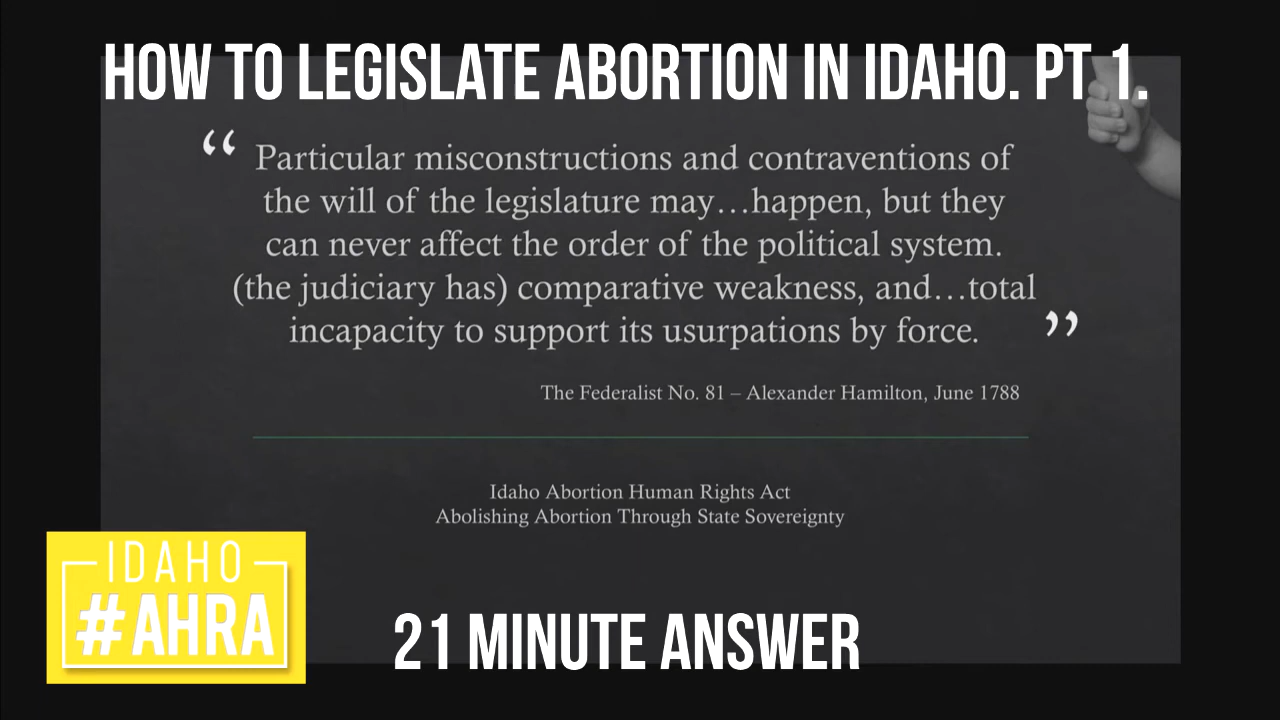 HOW TO LEGISLATE ABORTION IN IDAHO. PT 1.
“ Particular misconstructions and contraventions of
the will of the legislature may…happen, but they
can never affect the order of the political system.
(the judiciary has) comparative weakness, and…total
incapacity to support its usurpations by force. ”
The Federalist No. 81 – Alexander Hamilton, June 1788
Idaho Abortion Human Rights Act
Abolishing Abortion Through State Sovereignty
IDAHO
#AHRA
21 MINUTE ANSWER